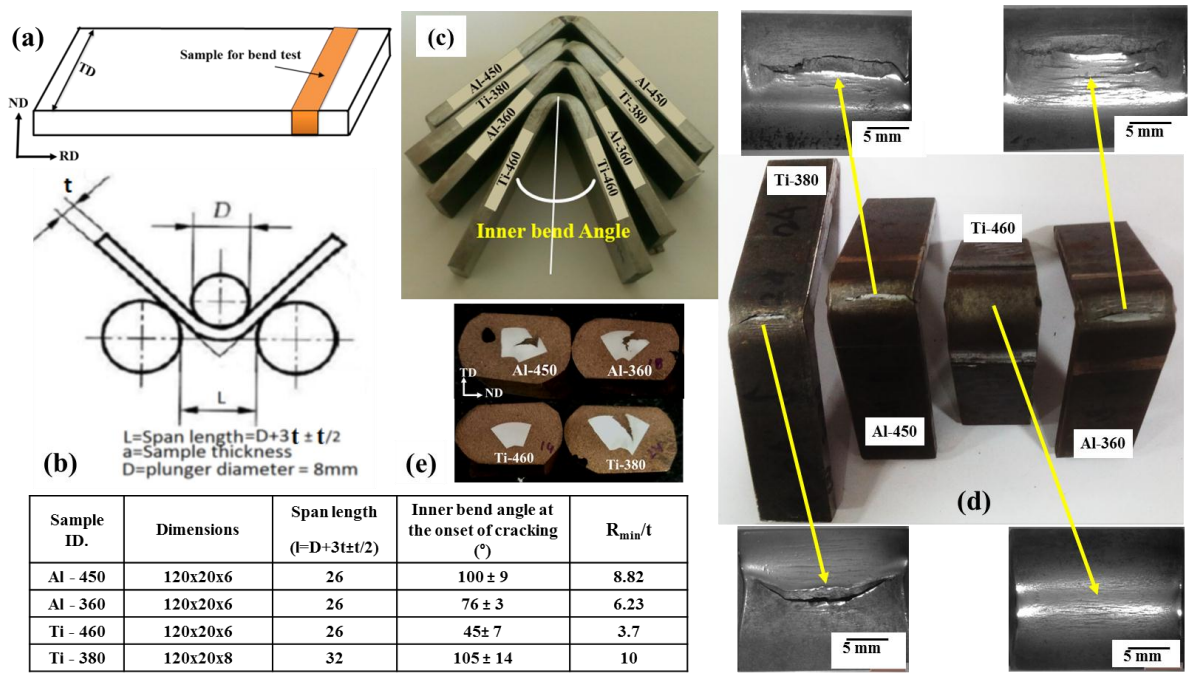 (a)
Sample for bend test
TD
ND
RD
t
D
L
L=Span length=D+3t ± t/2
a=Sample thickness
D=plunger diameter = 8mm
(b)
(c)
Al-450
Ti-380
Al-360
Ti-460
Al-450
Ti-380
Al-360
Ti-460
Inner bend Angle
(e)
Al-450
Al-360
TD
ND
Ti-460
Ti-380
5 mm
5 mm
Ti-380
Ti-460
Al-450
Al-360
(d)
5 mm
5 mm
Sample ID.
Dimensions
Span length
(l=D+3t±t/2)
Inner bend angle at
the onset of cracking
(°)
Rmin/t
Al - 450 120x20x6 26 100 ± 9 8.82
Al - 360 120x20x6 26 76 ± 3 6.23
Ti - 460 120x20x6 26 45± 7 3.7
Ti - 380 120x20x8 32 105 ± 14 10